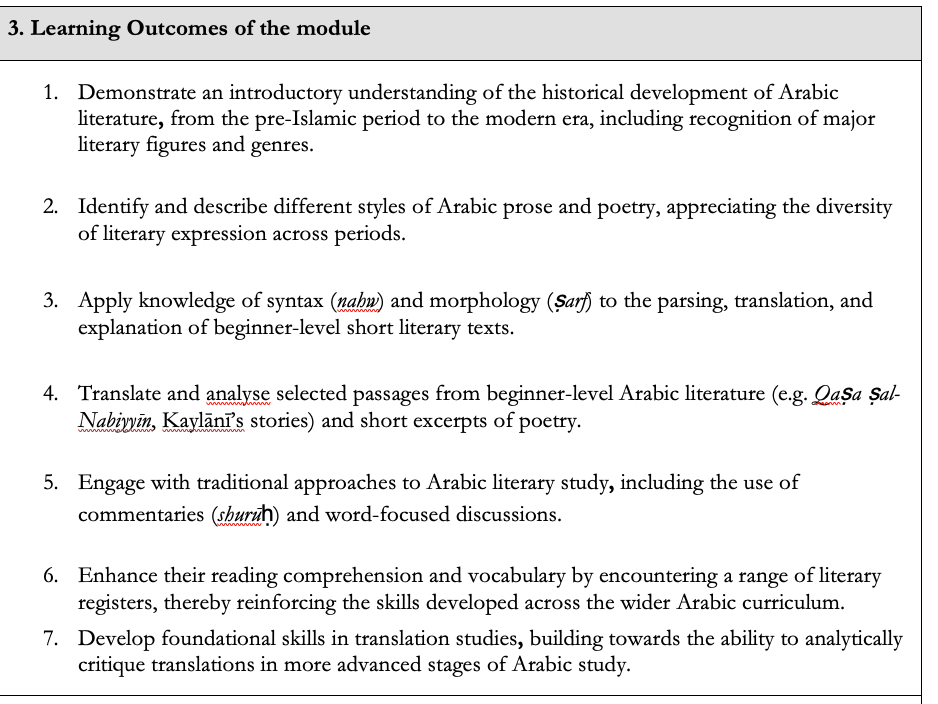 3. Learning Outcomes of the module
1. Demonstrate an introductory understanding of the historical development of Arabic
literature, from the pre-Islamic period to the modern era, including recognition of major
literary figures and genres.
2. Identify and describe different styles of Arabic prose and poetry, appreciating the diversity
of literary expression across periods.
3. Apply knowledge of syntax (nahw) and morphology (ṣarf) to the parsing, translation, and
explanation of beginner-level short literary texts.
4. Translate and analyse selected passages from beginner-level Arabic literature (e.g. Qaṣa ṣal-
Nabiyyīn, Kaylānī’s stories) and short excerpts of poetry.
5. Engage with traditional approaches to Arabic literary study, including the use of
commentaries (shurūḥ) and word-focused discussions.
6. Enhance their reading comprehension and vocabulary by encountering a range of literary
registers, thereby reinforcing the skills developed across the wider Arabic curriculum.
7. Develop foundational skills in translation studies, building towards the ability to analytically
critique translations in more advanced stages of Arabic study.